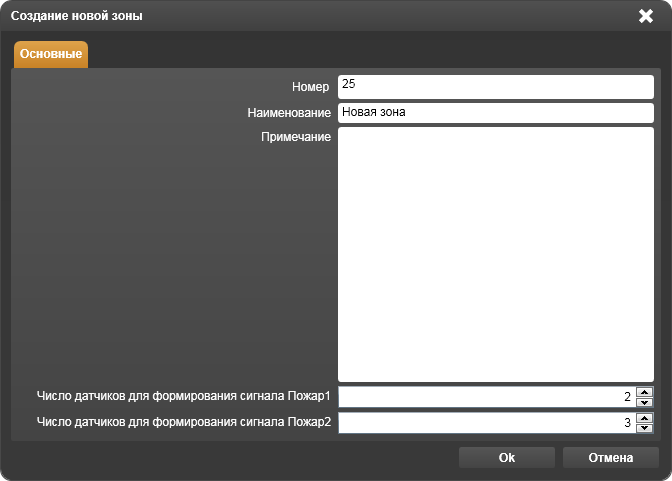 Создание новой зоны
Основные
Номер 25
Наименование Новая зона
Примечание
Число датчиков для формирования сигнала Пожар1 2
Число датчиков для формирования сигнала Пожар2 3
Ok Отмена